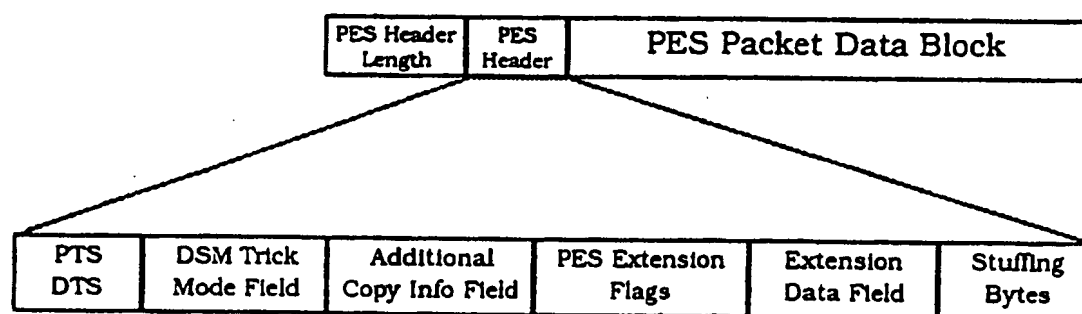 PES Header
Length
PES
Header
PES Packet Data Block
PTS
DTS
DSM Trick
Mode Field
Additional
Copy Info Field
PES Extension
Flags
Extension
Data Field
Stuffing
Bytes